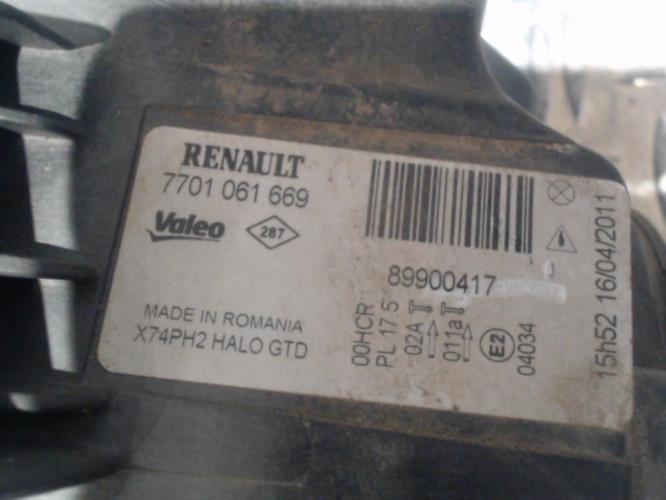 RENAULT
7701 061 669
Valeo
287
MADE IN ROMANIA
X74PH2 HALO GTD
89900417
00HCR
PL 17 5
02A
011a
E2
04034
15h52 16/04/2011